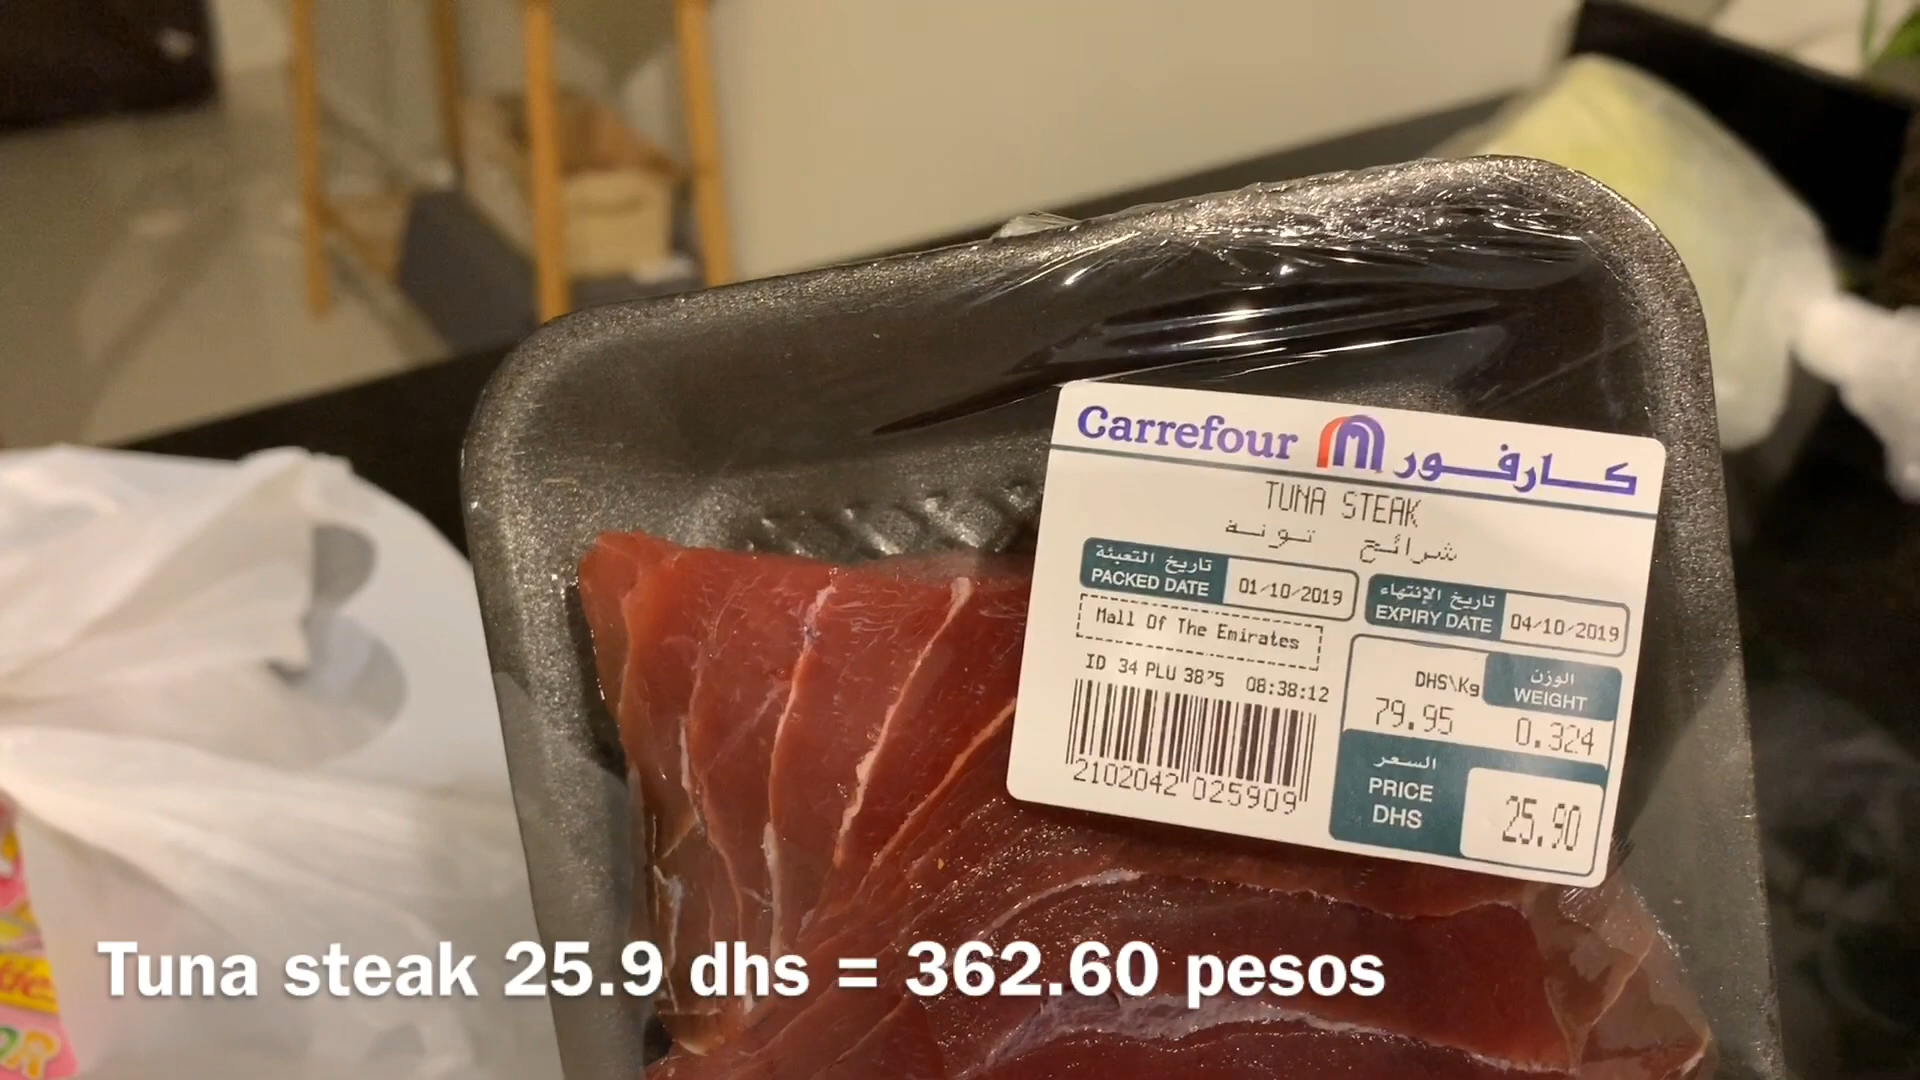 Carrefour كارفور
TUNA STEAK
شرائح تونة
تاريخ التعبئة
PACKED DATE
01/10/2019
تاريخ الإنتهاء
EXPIRY DATE
04/10/2019
Mall Of The Emirates
ID 34 PLU 3875 08:38:12
2102042 025909
DHS\Kg
79.95
الوزن
WEIGHT
0.324
السعر
PRICE
DHS
25.90
Tuna steak 25.9 dhs = 362.60 pesos